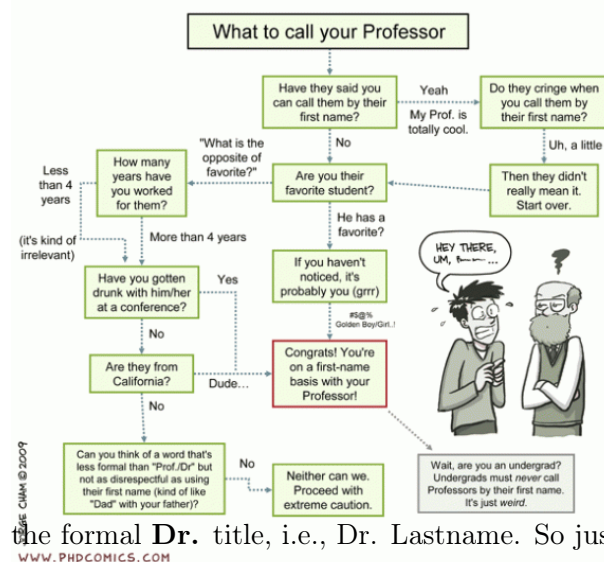 What to call your Professor
Have they said you
can call them by their
first name?
Yeah
My Prof. is
totally cool.
Do they cringe when
you call them by
their first name?
No
Uh, a little
Then they didn't
really mean it.
Start over.
Are you their
favorite student?
"What is the
opposite of
favorite?"
How many
years have
you worked
for them?
Less
than 4
years
(it's kind of
irrelevant)
More than 4 years
He has a
favorite?
If you haven't
noticed, it's
probably you (grrr)
#$@%
Golden Boy/Girl..!
Have you gotten
drunk with him/her
at a conference?
Yes
No
Are they from
California?
Dude...
Congrats! You're
on a first-name
basis with your
Professor!
HEY THERE,
UM,
?
No
Can you think of a word that's
less formal than "Prof./Dr" but
not as disrespectful as using
their first name (kind of like
"Dad" with your father)?
No
Neither can we.
Proceed with
extreme caution.
Wait, are you an undergrad?
Undergrads must never call
Professors by their first name.
It's just weird.
CHAM © 2009
the formal Dr. title, i.e., Dr. Lastname. So jus
WWW.PHDCOMICS.COM